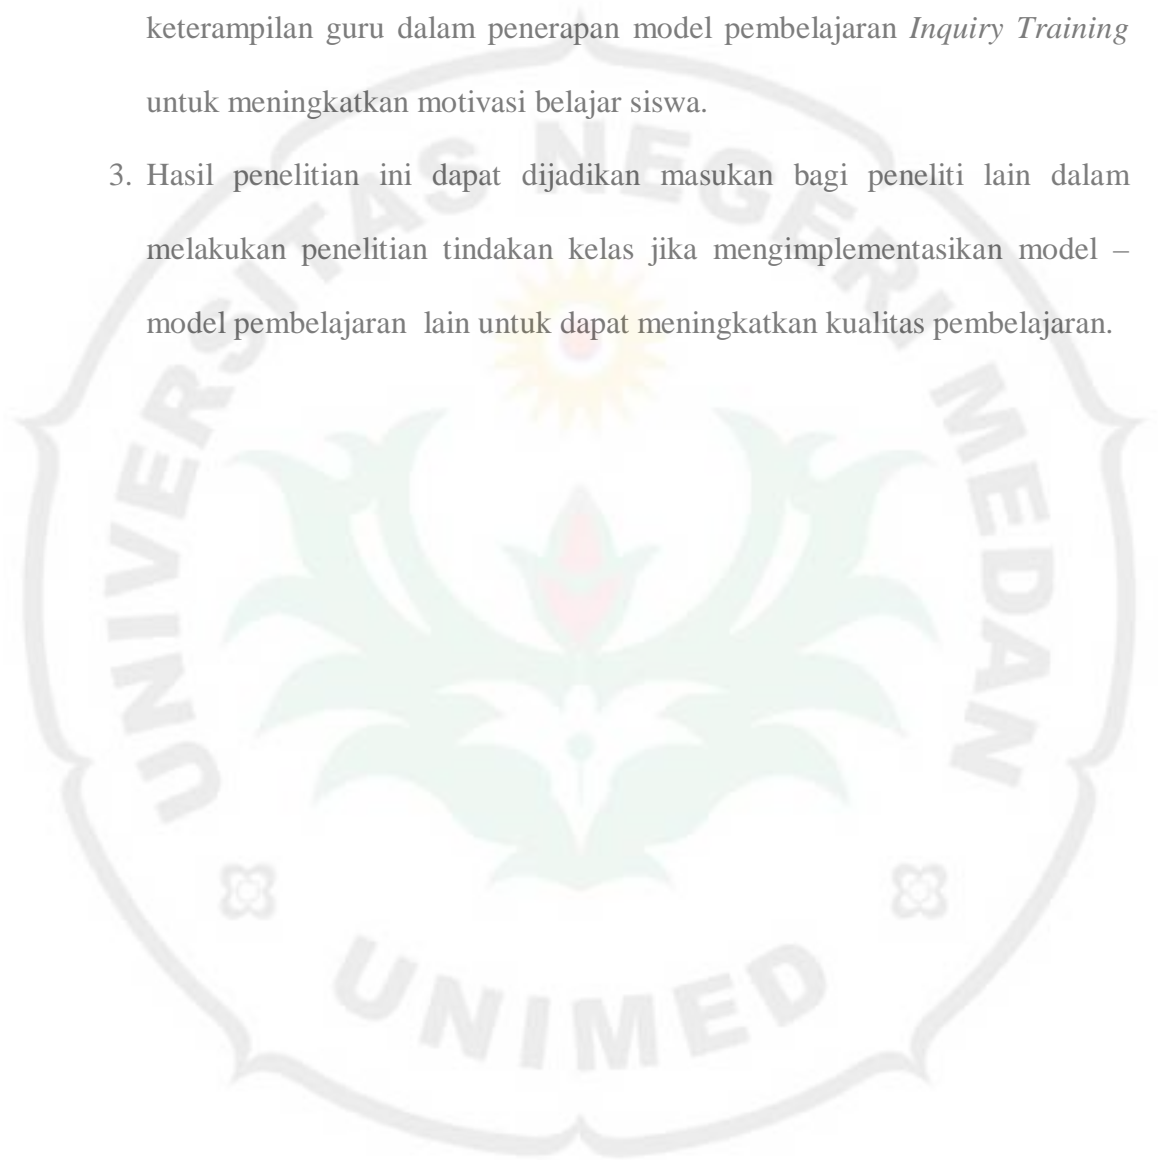 keterampilan guru dalam penerapan model pembelajaran Inquiry Training
untuk meningkatkan motivasi belajar siswa.
3. Hasil penelitian ini dapat dijadikan masukan bagi peneliti lain dalam
melakukan penelitian tindakan kelas jika mengimplementasikan model –
model pembelajaran lain untuk dapat meningkatkan kualitas pembelajaran.
UNIVERSITAS NEGERI MEDAN
UNIMED